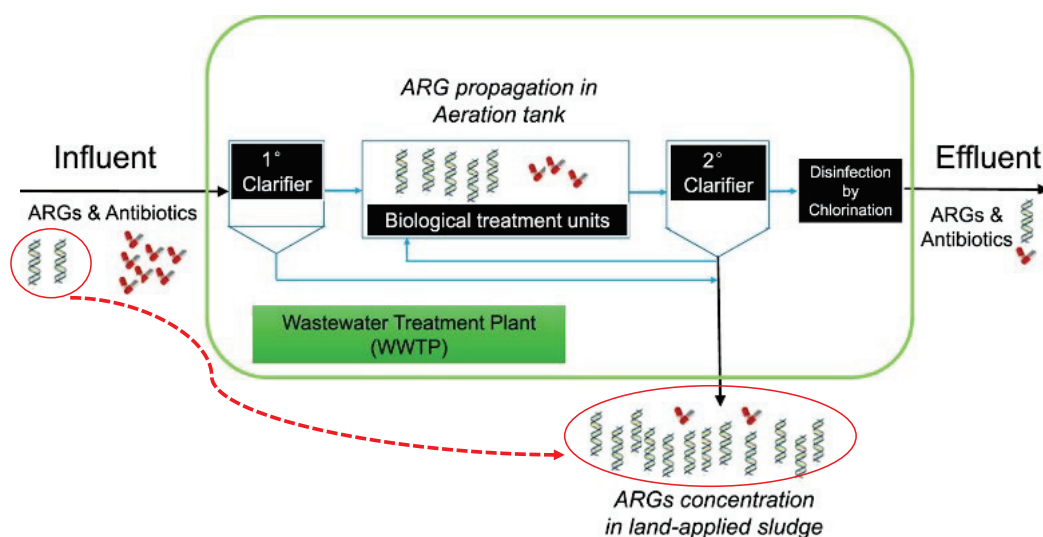 ARG propagation in
Aeration tank
Influent
ARGs & Antibiotics
1°
Clarifier
Biological treatment units
2°
Clarifier
Disinfection
by
Chlorination
Effluent
ARGs &
Antibiotics
Wastewater Treatment Plant
(WWTP)
ARGs concentration
in land-applied sludge